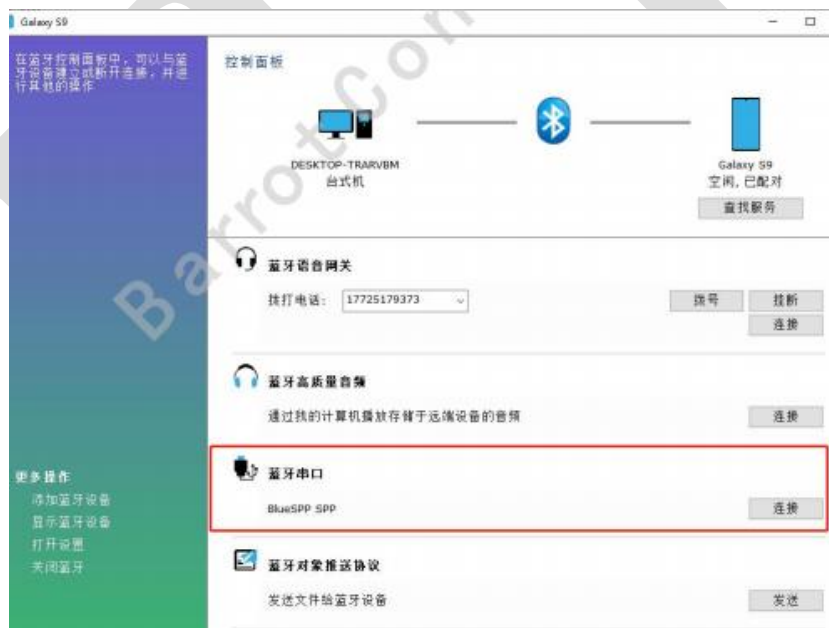 Galaxy S9
在蓝牙控制面板中，可以与蓝
牙设备建立或断开连接，并进
行其他的操作
控制面板
DESKTOP-TRARVBM
台式机
Galaxy S9
空闲, 已配对
查找服务
蓝牙语音网关
拨打电话:
17725179373
拨号
挂断
连接
蓝牙高质量音频
通过我的计算机播放存储于远端设备的音频
连接
蓝牙串口
BlueSPP SPP
连接
蓝牙对象推送协议
发送文件给蓝牙设备
发送
更多操作
添加蓝牙设备
显示蓝牙设备
打开设置
关闭蓝牙